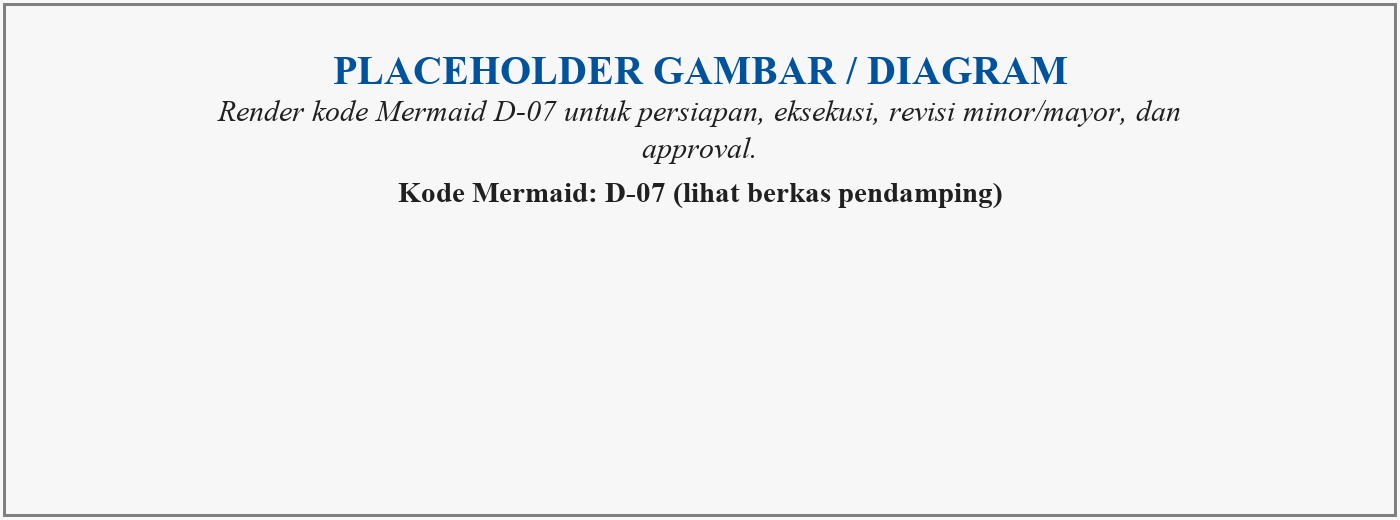 PLACEHOLDER GAMBAR / DIAGRAM
Render kode Mermaid D-07 untuk persiapan, eksekusi, revisi minor/mayor, dan
approval.
Kode Mermaid: D-07 (lihat berkas pendamping)